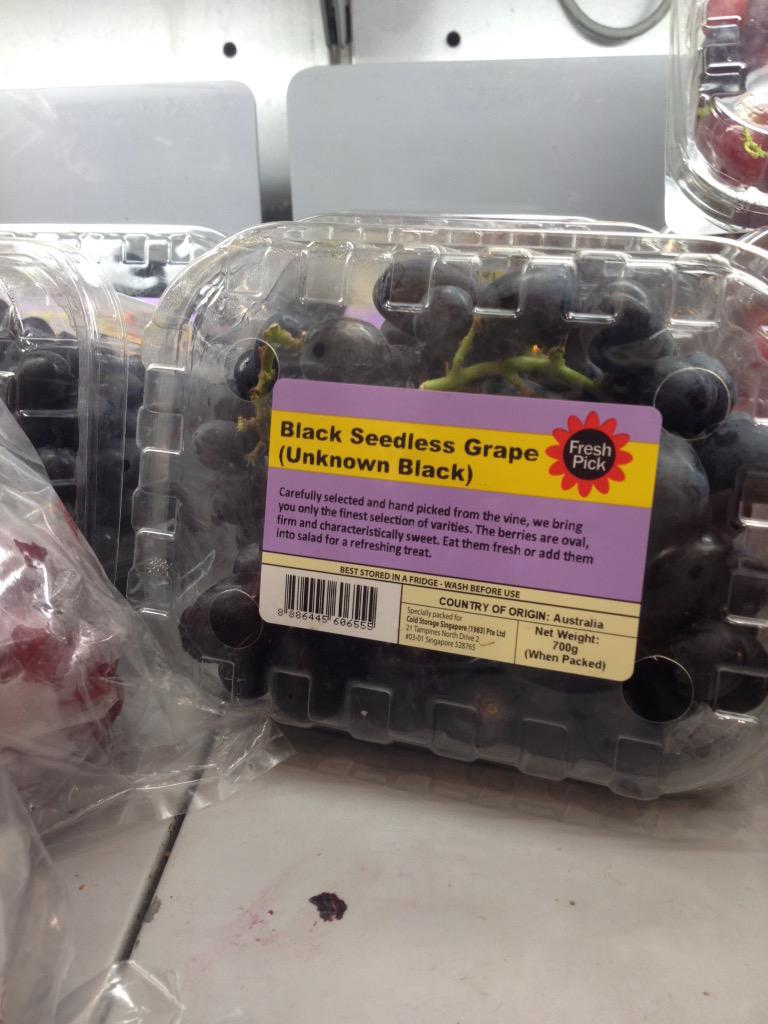 Black Seedless Grape
(Unknown Black)
Fresh
Pick
Carefully selected and hand picked from the vine, we bring
you only the finest selection of varities. The berries are oval,
firm and characteristically sweet. Eat them fresh or add them
into salad for a refreshing treat.
BEST STORED IN A FRIDGE - WASH BEFORE USE
8 886445 606555
Specially packed for
Cold Storage Singapore (1983) Pte Ltd
21 Tampines North Drive 2
#03-01 Singapore 528765
COUNTRY OF ORIGIN: Australia
Net Weight:
700g
(When Packed)